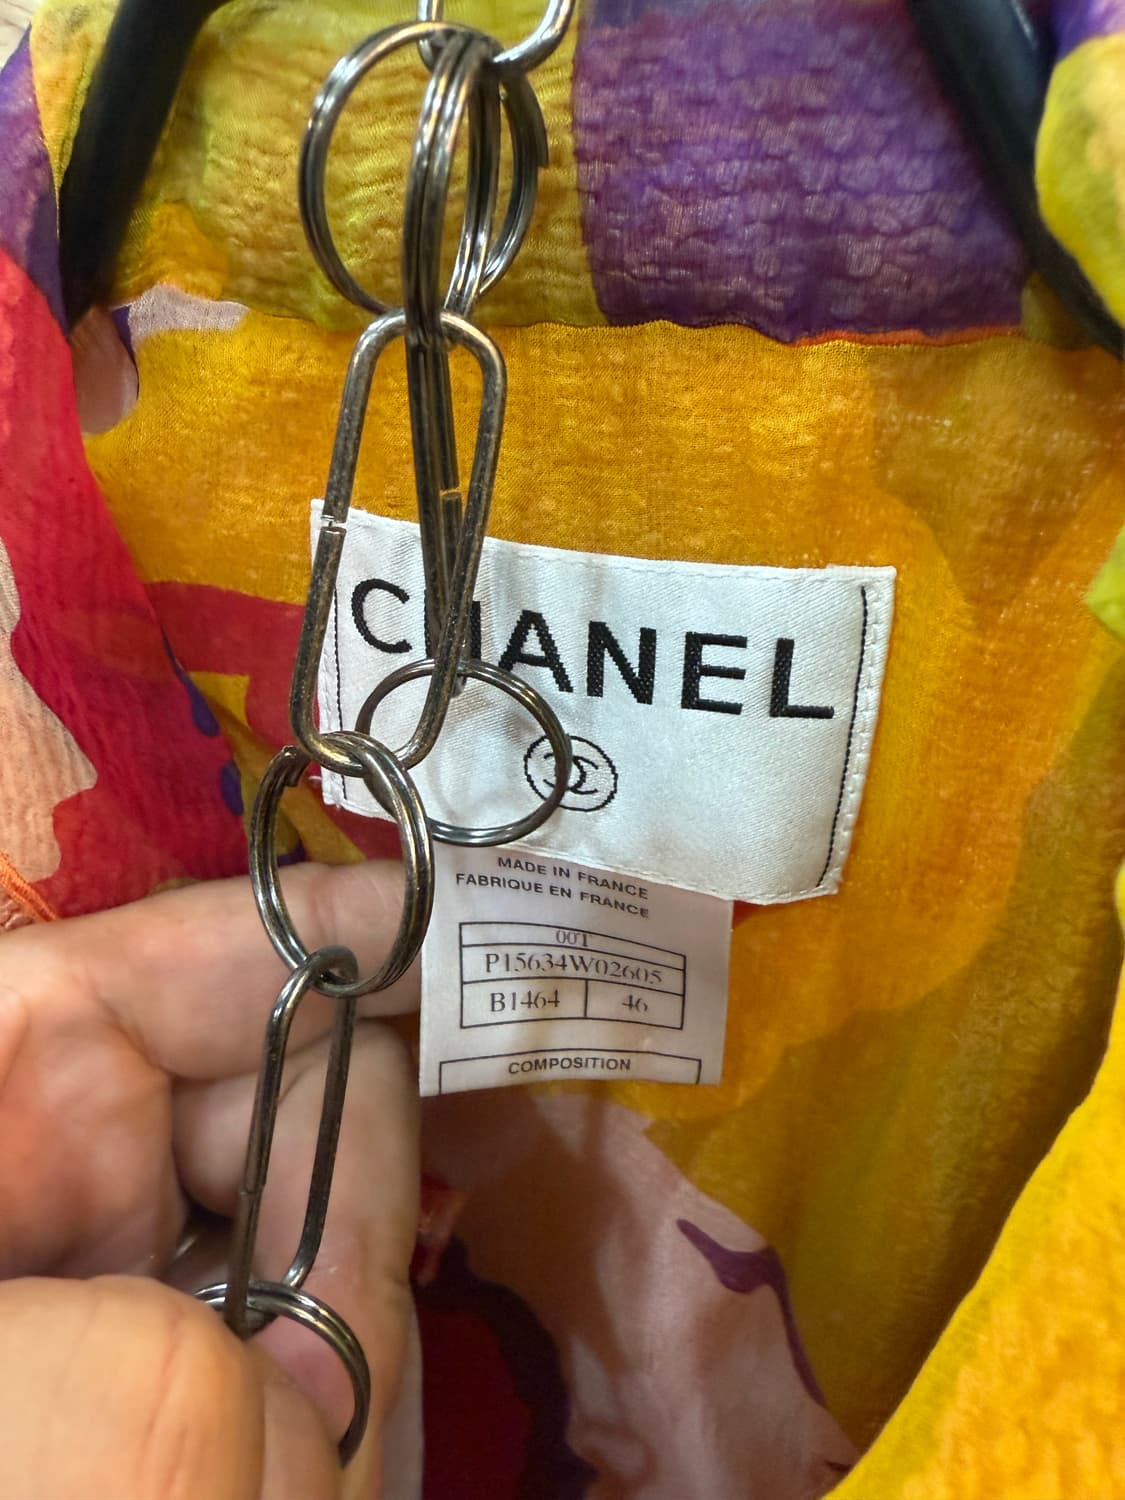 CHANEL
MADE IN FRANCE
FABRIQUE EN FRANCE
001
P15634W02605
B1464 46
COMPOSITION